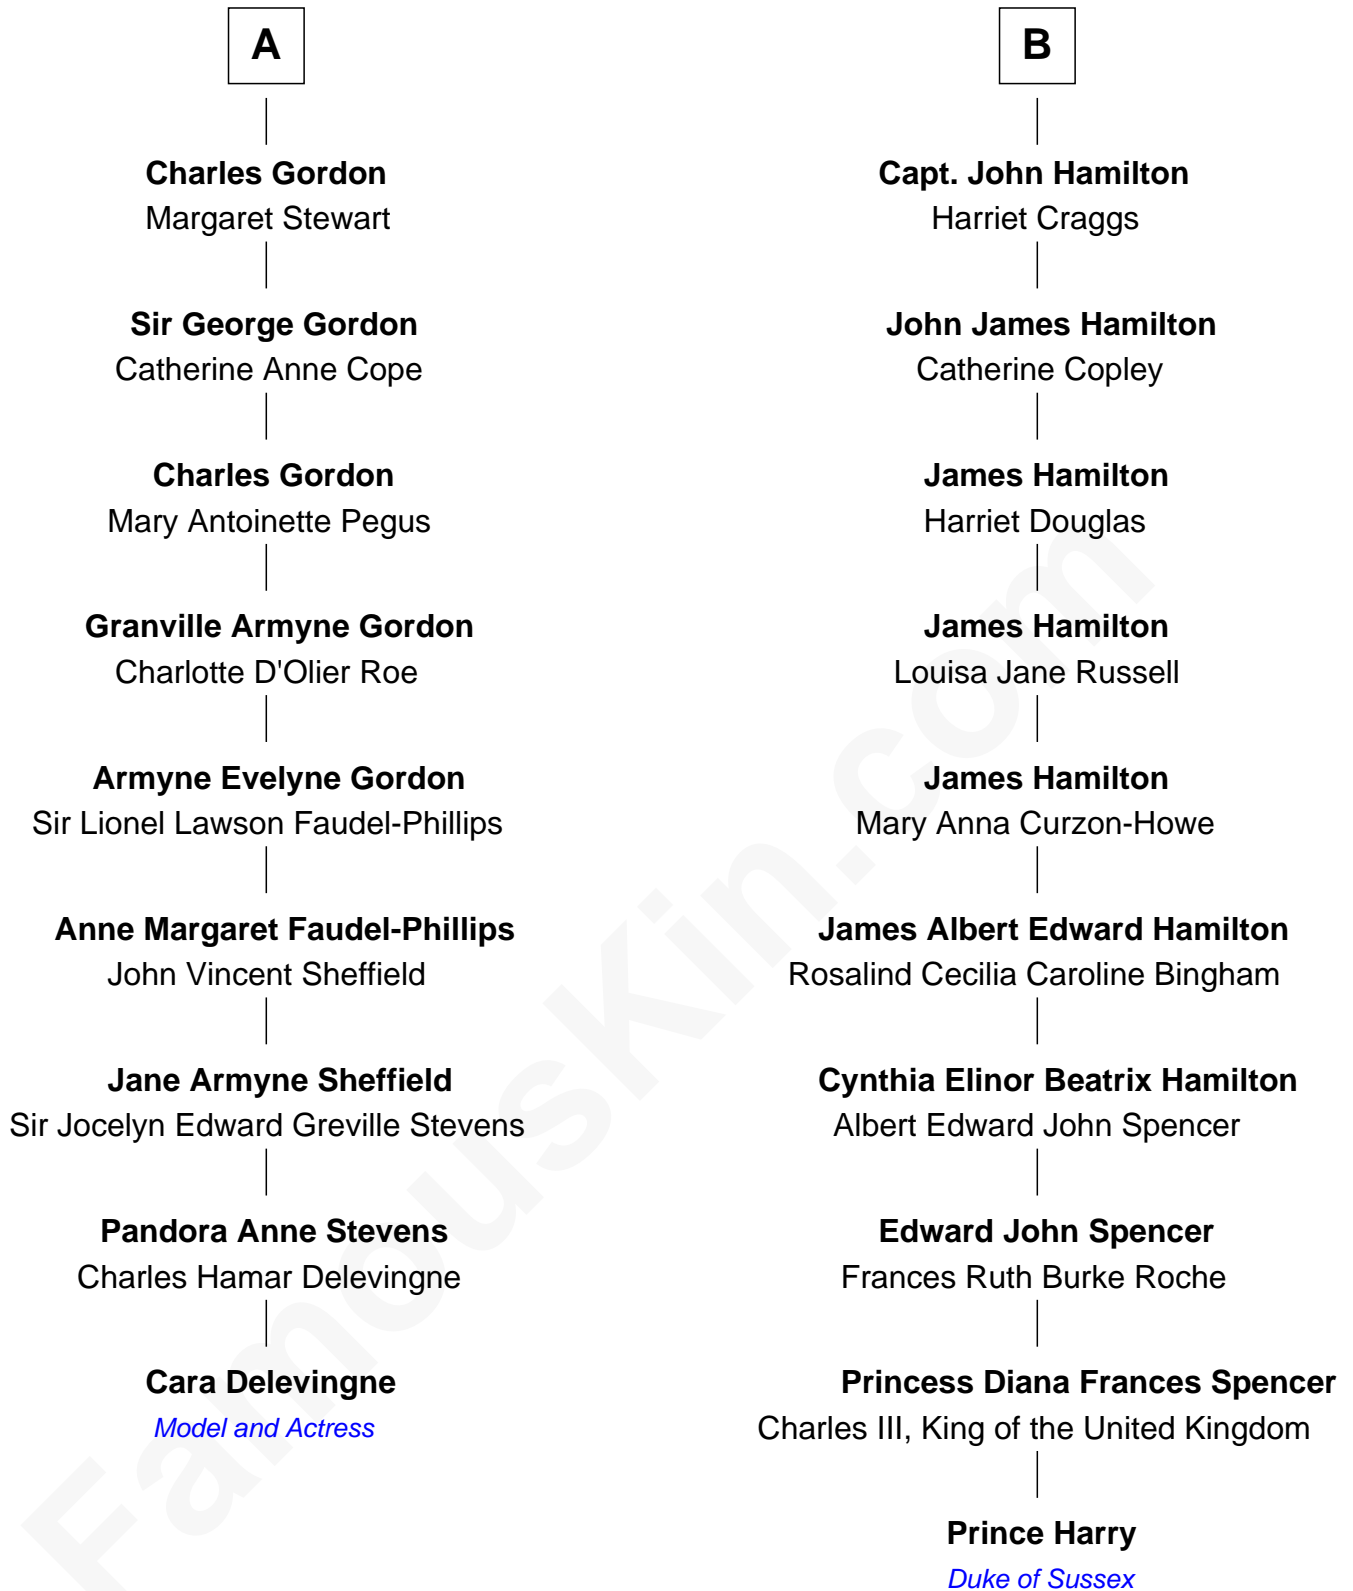 A
Charles Gordon
Margaret Stewart
Sir George Gordon
Catherine Anne Cope
Charles Gordon
Mary Antoinette Pegus
Granville Armyne Gordon
Charlotte D'Olier Roe
Armyne Evelyne Gordon
Sir Lionel Lawson Faudel-Phillips
Anne Margaret Faudel-Phillips
John Vincent Sheffield
Jane Armyne Sheffield
Sir Jocelyn Edward Greville Stevens
Pandora Anne Stevens
Charles Hamar Delevingne
Cara Delevingne
Model and Actress
B
Capt. John Hamilton
Harriet Craggs
John James Hamilton
Catherine Copley
James Hamilton
Harriet Douglas
James Hamilton
Louisa Jane Russell
James Hamilton
Mary Anna Curzon-Howe
James Albert Edward Hamilton
Rosalind Cecilia Caroline Bingham
Cynthia Elinor Beatrix Hamilton
Albert Edward John Spencer
Edward John Spencer
Frances Ruth Burke Roche
Princess Diana Frances Spencer
Charles III, King of the United Kingdom
Prince Harry
Duke of Sussex
FamousKin.com